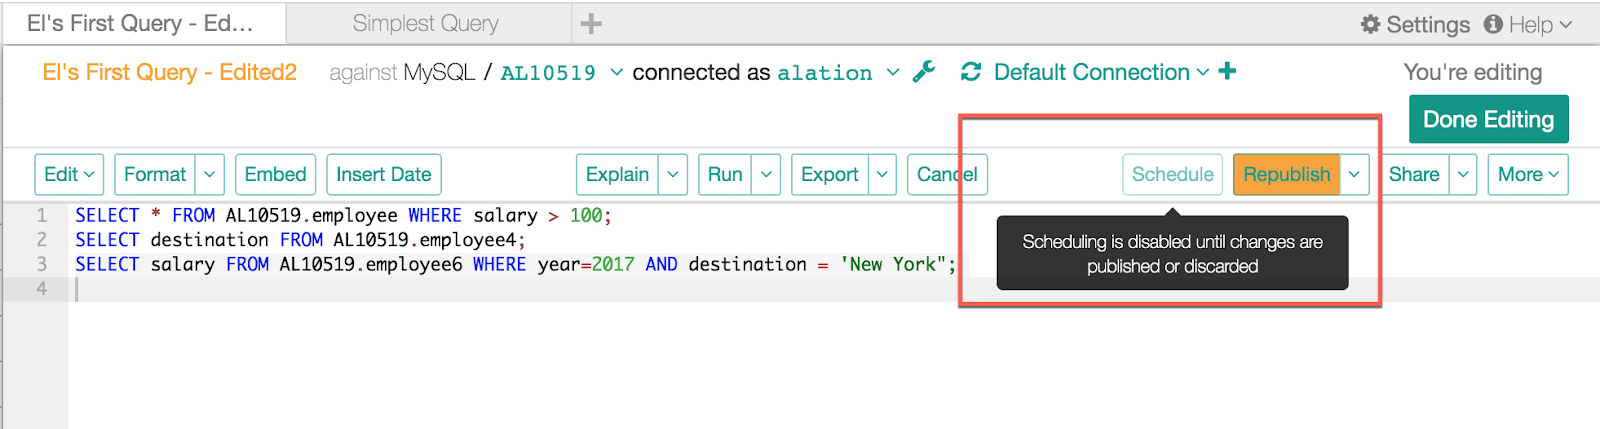 El's First Query - Ed... Simplest Query + Settings Help
El's First Query - Edited2 against MySQL / AL10519 connected as alation Default Connection + You're editing
Done Editing
Edit Format Embed Insert Date Explain Run Export Cancel Schedule Republish Share More
1 SELECT * FROM AL10519.employee WHERE salary > 100;
2 SELECT destination FROM AL10519.employee4;
3 SELECT salary FROM AL10519.employee6 WHERE year=2017 AND destination = 'New York";
4
Scheduling is disabled until changes are
published or discarded